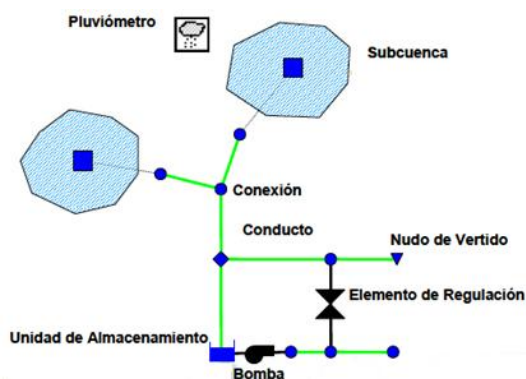 Pluviómetro
Subcuenca
Conexión
Conducto
Nudo de Vertido
Elemento de Regulación
Unidad de Almacenamiento
Bomba